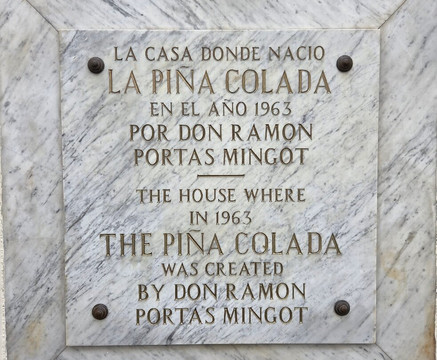 LA CASA DONDE NACIO
LA PIÑA COLADA
EN EL AÑO 1963
POR DON RAMON
PORTAS MINGOT
THE HOUSE WHERE
IN 1963
THE PIÑA COLADA
WAS CREATED
BY DON RAMON
PORTAS MINGOT